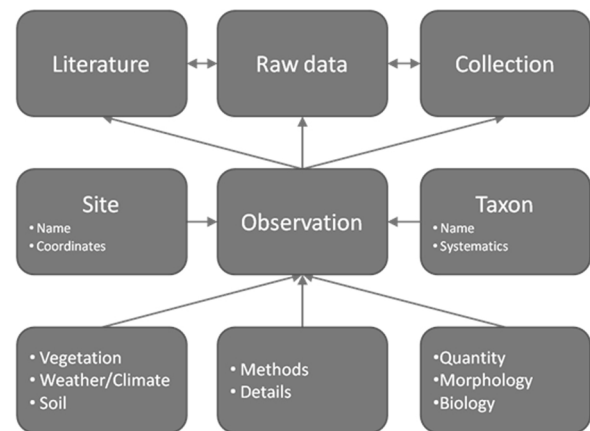 Literature
Raw data
Collection
Site
• Name
• Coordinates
Observation
Taxon
• Name
• Systematics
• Vegetation
• Weather/Climate
• Soil
• Methods
• Details
• Quantity
• Morphology
• Biology